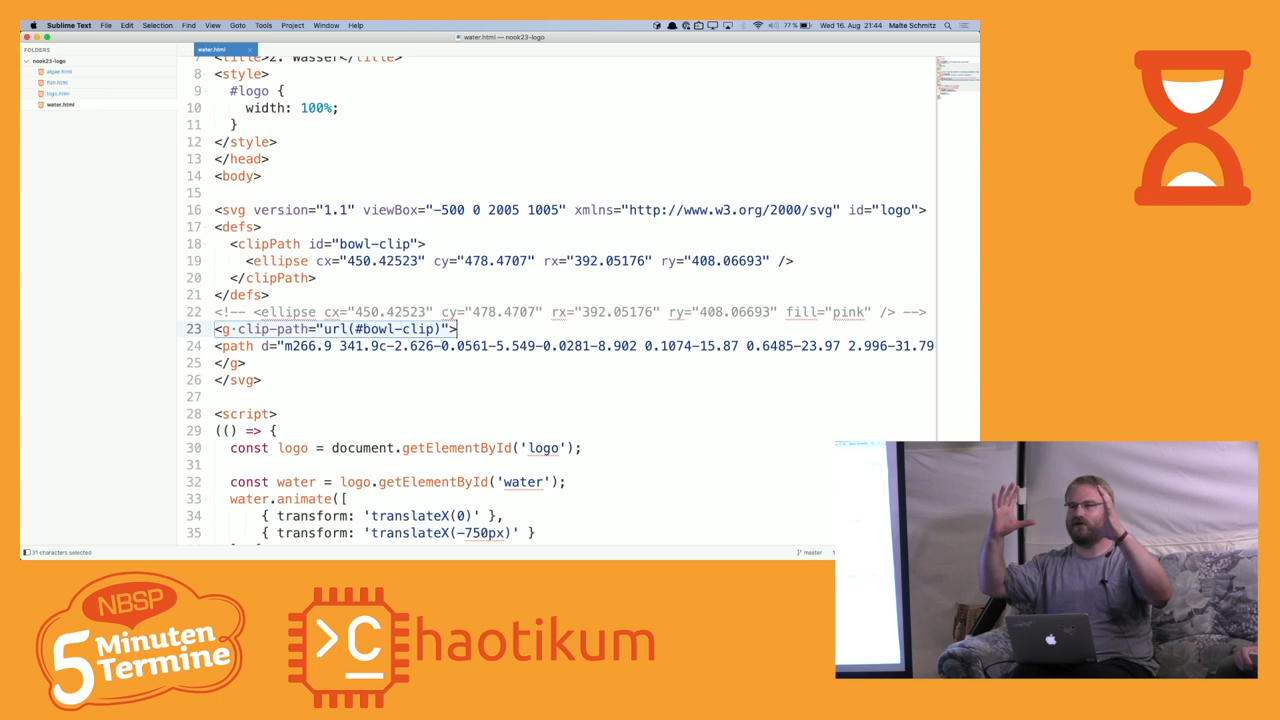 Sublime Text File Edit Selection Find View Goto Tools Project Window Help
77 % Wed 16. Aug 21:44 Malte Schmitz
water.html — nook23-logo
FOLDERS
nook23-logo
algae.html
fish.html
logo.html
water.html
water.html
7 <title>2. Wasser</title>
8 <style>
9 #logo {
10 width: 100%;
11 }
12 </style>
13 </head>
14 <body>
15
16 <svg version="1.1" viewBox="-500 0 2005 1005" xmlns="http://www.w3.org/2000/svg" id="logo">
17 <defs>
18 <clipPath id="bowl-clip">
19 <ellipse cx="450.42523" cy="478.4707" rx="392.05176" ry="408.06693" />
20 </clipPath>
21 </defs>
22 <!-- <ellipse cx="450.42523" cy="478.4707" rx="392.05176" ry="408.06693" fill="pink" /> -->
23 <g clip-path="url(#bowl-clip)">
24 <path d="m266.9 341.9c-2.626-0.0561-5.549-0.0281-8.902 0.1074-15.87 0.6485-23.97 2.996-31.79
25 </g>
26 </svg>
27
28 <script>
29 (() => {
30 const logo = document.getElementById('logo');
31
32 const water = logo.getElementById('water');
33 water.animate([
34 { transform: 'translateX(0)' },
35 { transform: 'translateX(-750px)' }
31 characters selected
master
NBSP
5 Minuten
Termine
>C_haotikum